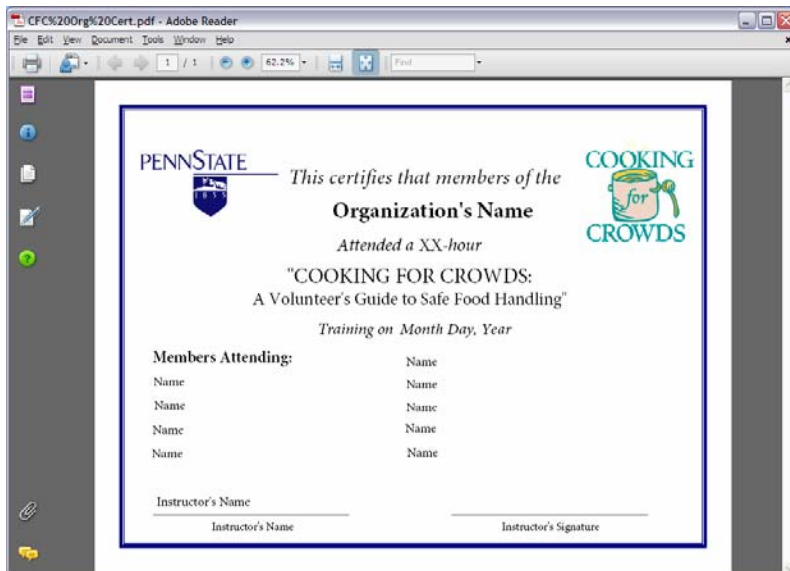 CFC%20Org%20Cert.pdf - Adobe Reader
File Edit View Document Tools Window Help
1 / 1 62.2% Find
PENNSTATE
1855
COOKING
for
CROWDS
This certifies that members of the
Organization's Name
Attended a XX-hour
"COOKING FOR CROWDS:
A Volunteer's Guide to Safe Food Handling"
Training on Month Day, Year
Members Attending:
Name
Name
Name
Name
Name
Name
Name
Name
Name
Instructor's Name
Instructor's Name
Instructor's Signature